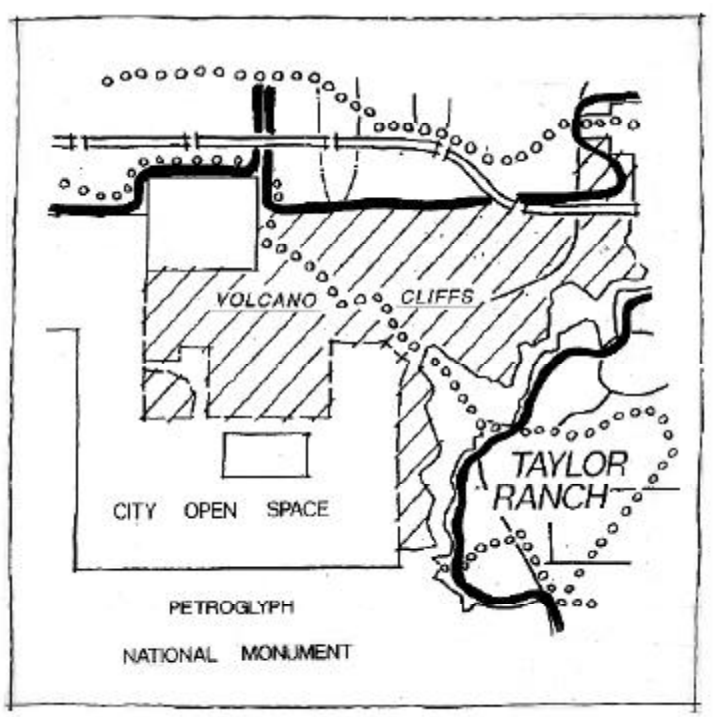 VOLCANO CLIFFS
TAYLOR
RANCH
CITY OPEN SPACE
PETROGLYPH
NATIONAL MONUMENT